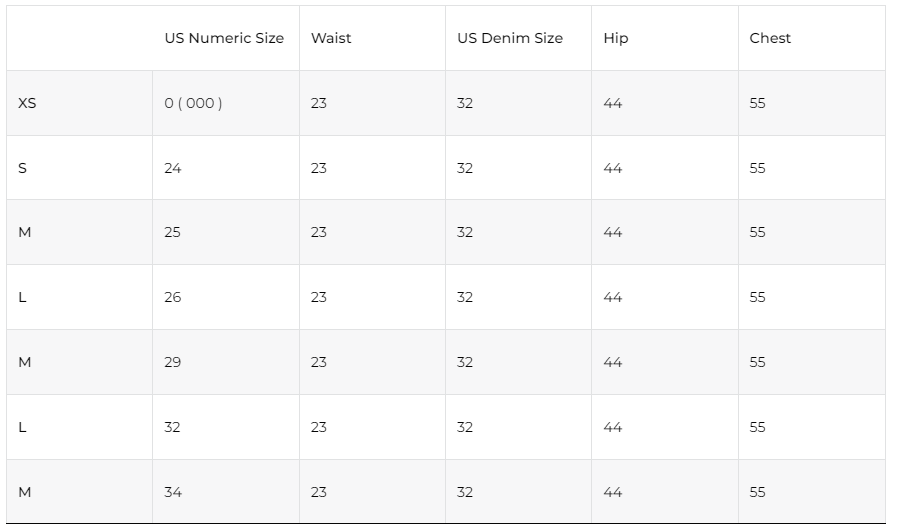 US Numeric Size Waist US Denim Size Hip Chest
XS 0 ( 000 ) 23 32 44 55
S 24 23 32 44 55
M 25 23 32 44 55
L 26 23 32 44 55
M 29 23 32 44 55
L 32 23 32 44 55
M 34 23 32 44 55